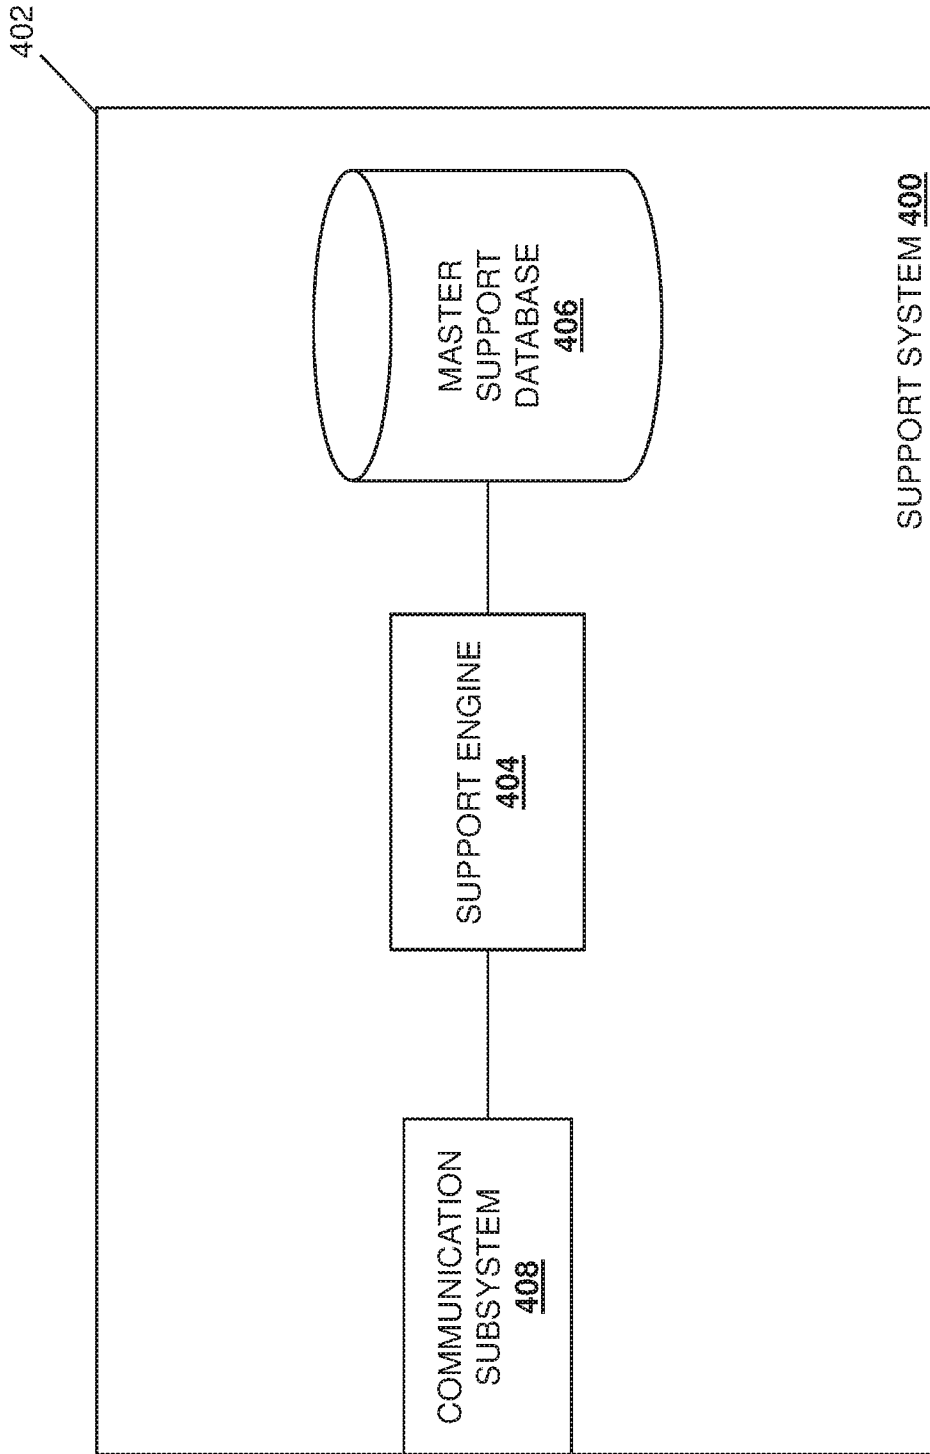 402
COMMUNICATION
SUBSYSTEM
408
SUPPORT ENGINE
404
MASTER
SUPPORT
DATABASE
406
SUPPORT SYSTEM 400